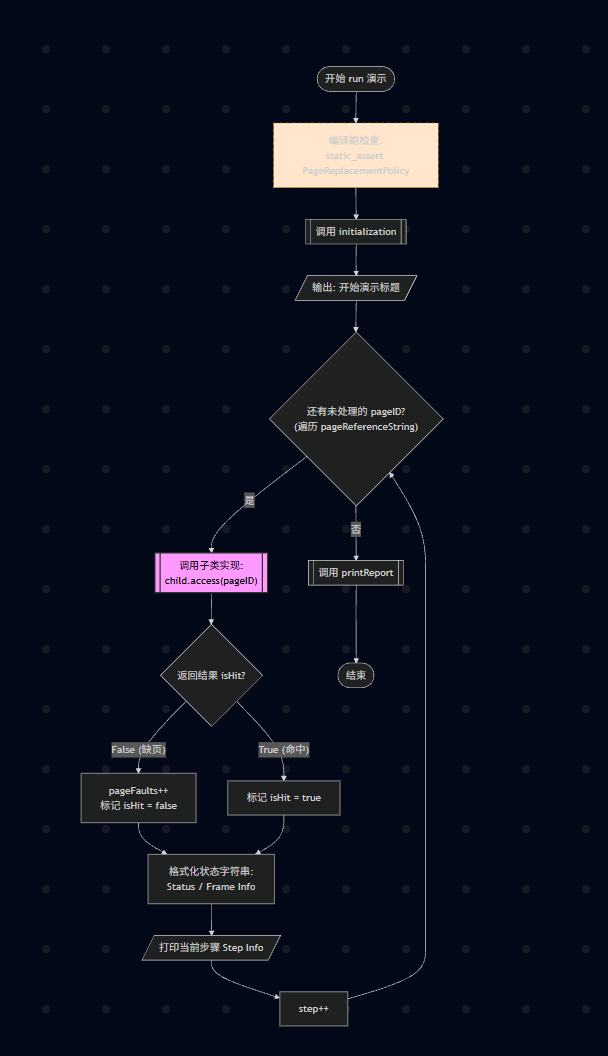 开始 run 演示
编译期检查:
static_assert
PageReplacementPolicy
调用 initialization
输出: 开始演示标题
还有未处理的 pageID?
(遍历 pageReferenceString)
是
否
调用子类实现:
child.access(pageID)
调用 printReport
返回结果 isHit?
结束
False (缺页)
True (命中)
pageFaults++
标记 isHit = false
标记 isHit = true
格式化状态字符串:
Status / Frame Info
打印当前步骤 Step Info
step++